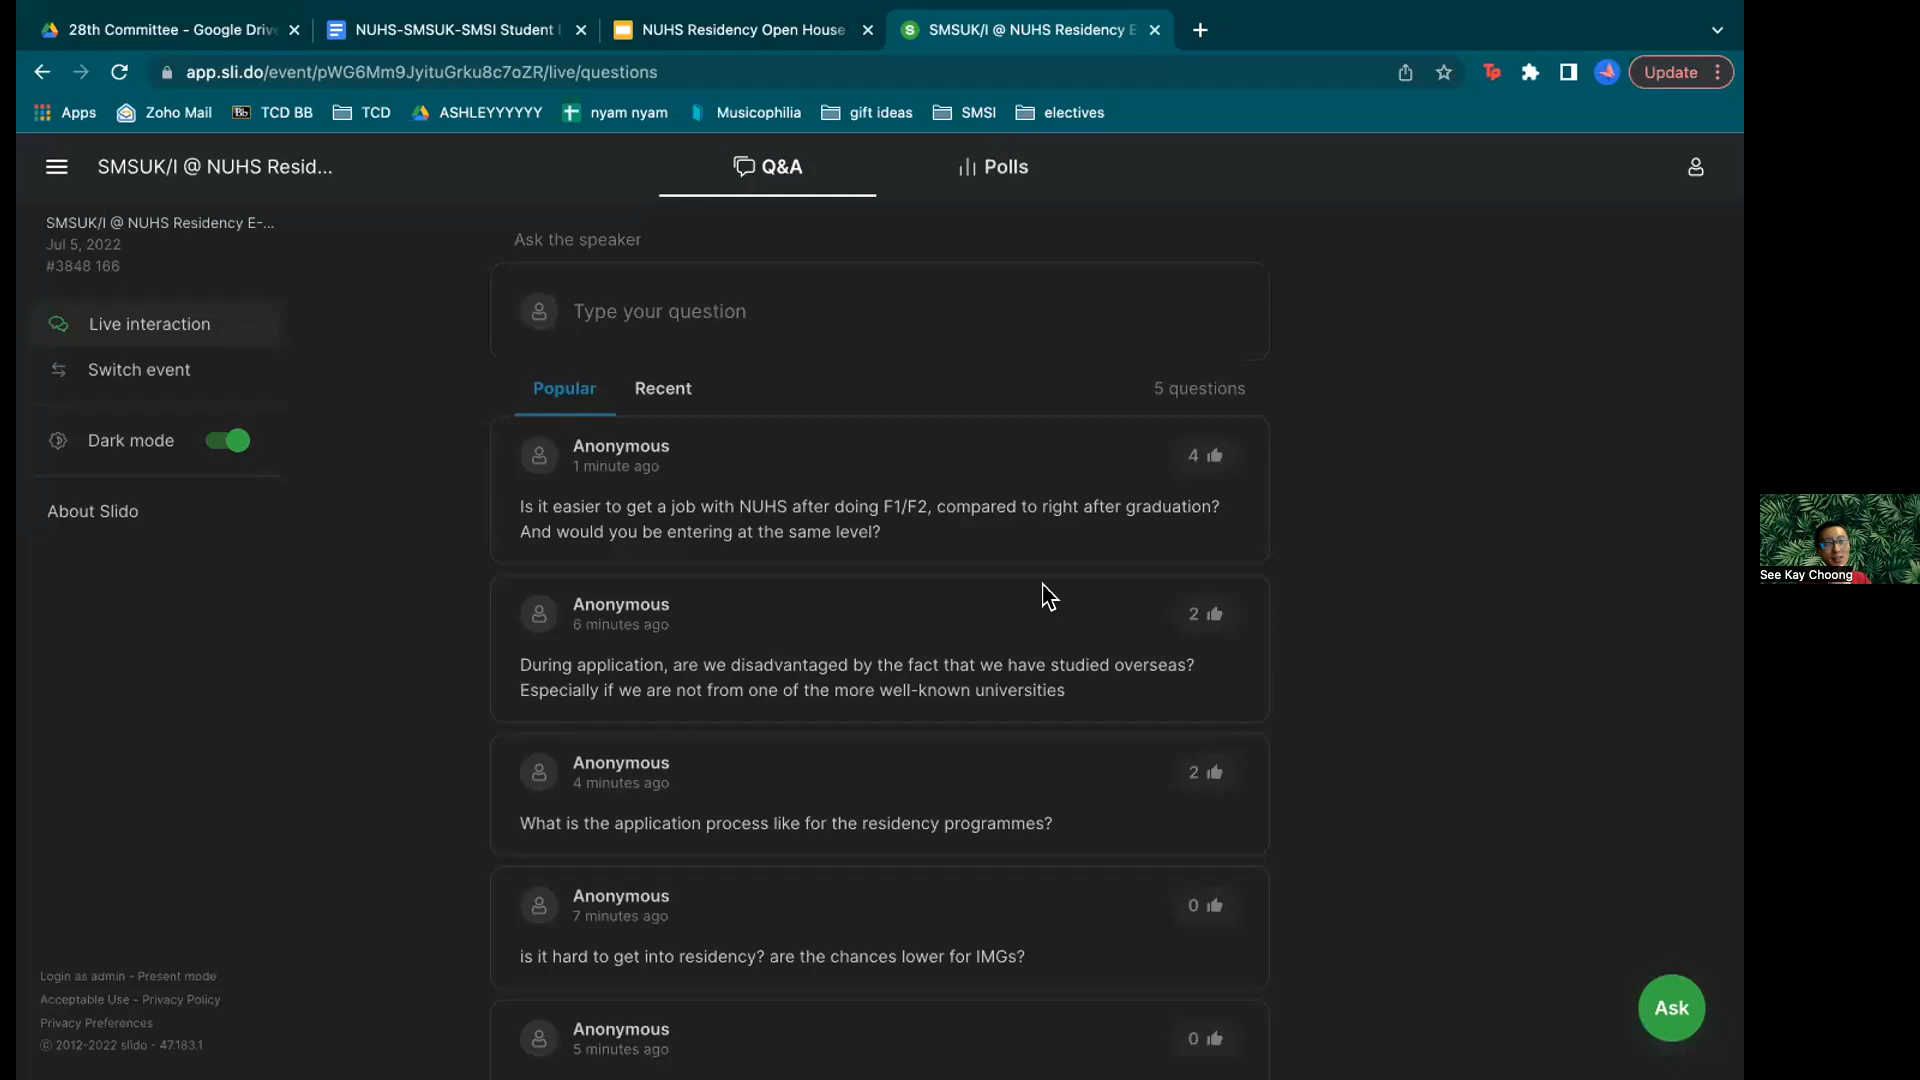 28th Committee - Google Drive
NUHS-SMSUK-SMSI Student I
NUHS Residency Open House
SMSUK/I @ NUHS Residency E
app.sli.do/event/pWG6Mm9JyituGrku8c7oZR/live/questions
Update
Apps
Zoho Mail
TCD BB
TCD
ASHLEYYYYYY
nyam nyam
Musicophilia
gift ideas
SMSI
electives
SMSUK/I @ NUHS Resid...
Q&A
Polls
SMSUK/I @ NUHS Residency E-...
Jul 5, 2022
#3848 166
Live interaction
Switch event
Dark mode
About Slido
Ask the speaker
Type your question
Popular
Recent
5 questions
Anonymous
1 minute ago
4
Is it easier to get a job with NUHS after doing F1/F2, compared to right after graduation?
And would you be entering at the same level?
Anonymous
6 minutes ago
2
During application, are we disadvantaged by the fact that we have studied overseas?
Especially if we are not from one of the more well-known universities
Anonymous
4 minutes ago
2
What is the application process like for the residency programmes?
Anonymous
7 minutes ago
0
is it hard to get into residency? are the chances lower for IMGs?
Anonymous
5 minutes ago
0
Login as admin - Present mode
Acceptable Use - Privacy Policy
Privacy Preferences
© 2012-2022 slido - 47.183.1
Ask
See Kay Choong